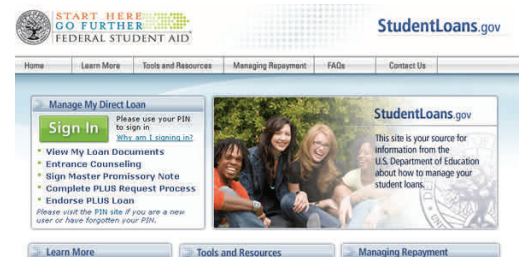 START HERE
GO FURTHER
FEDERAL STUDENT AID
StudentLoans.gov
Home Learn More Tools and Resources Managing Repayment FAQs Contact Us
Manage My Direct Loan
Sign In
Please use your PIN
to sign in
Why am I signing in?
View My Loan Documents
Entrance Counseling
Sign Master Promissory Note
Complete PLUS Request Process
Endorse PLUS Loan
Please visit the PIN site if you are a new
user or have forgotten your PIN.
StudentLoans.gov
This site is your source for
information from the
U.S. Department of Education
about how to manage your
student loans.
Learn More Tools and Resources Managing Repayment